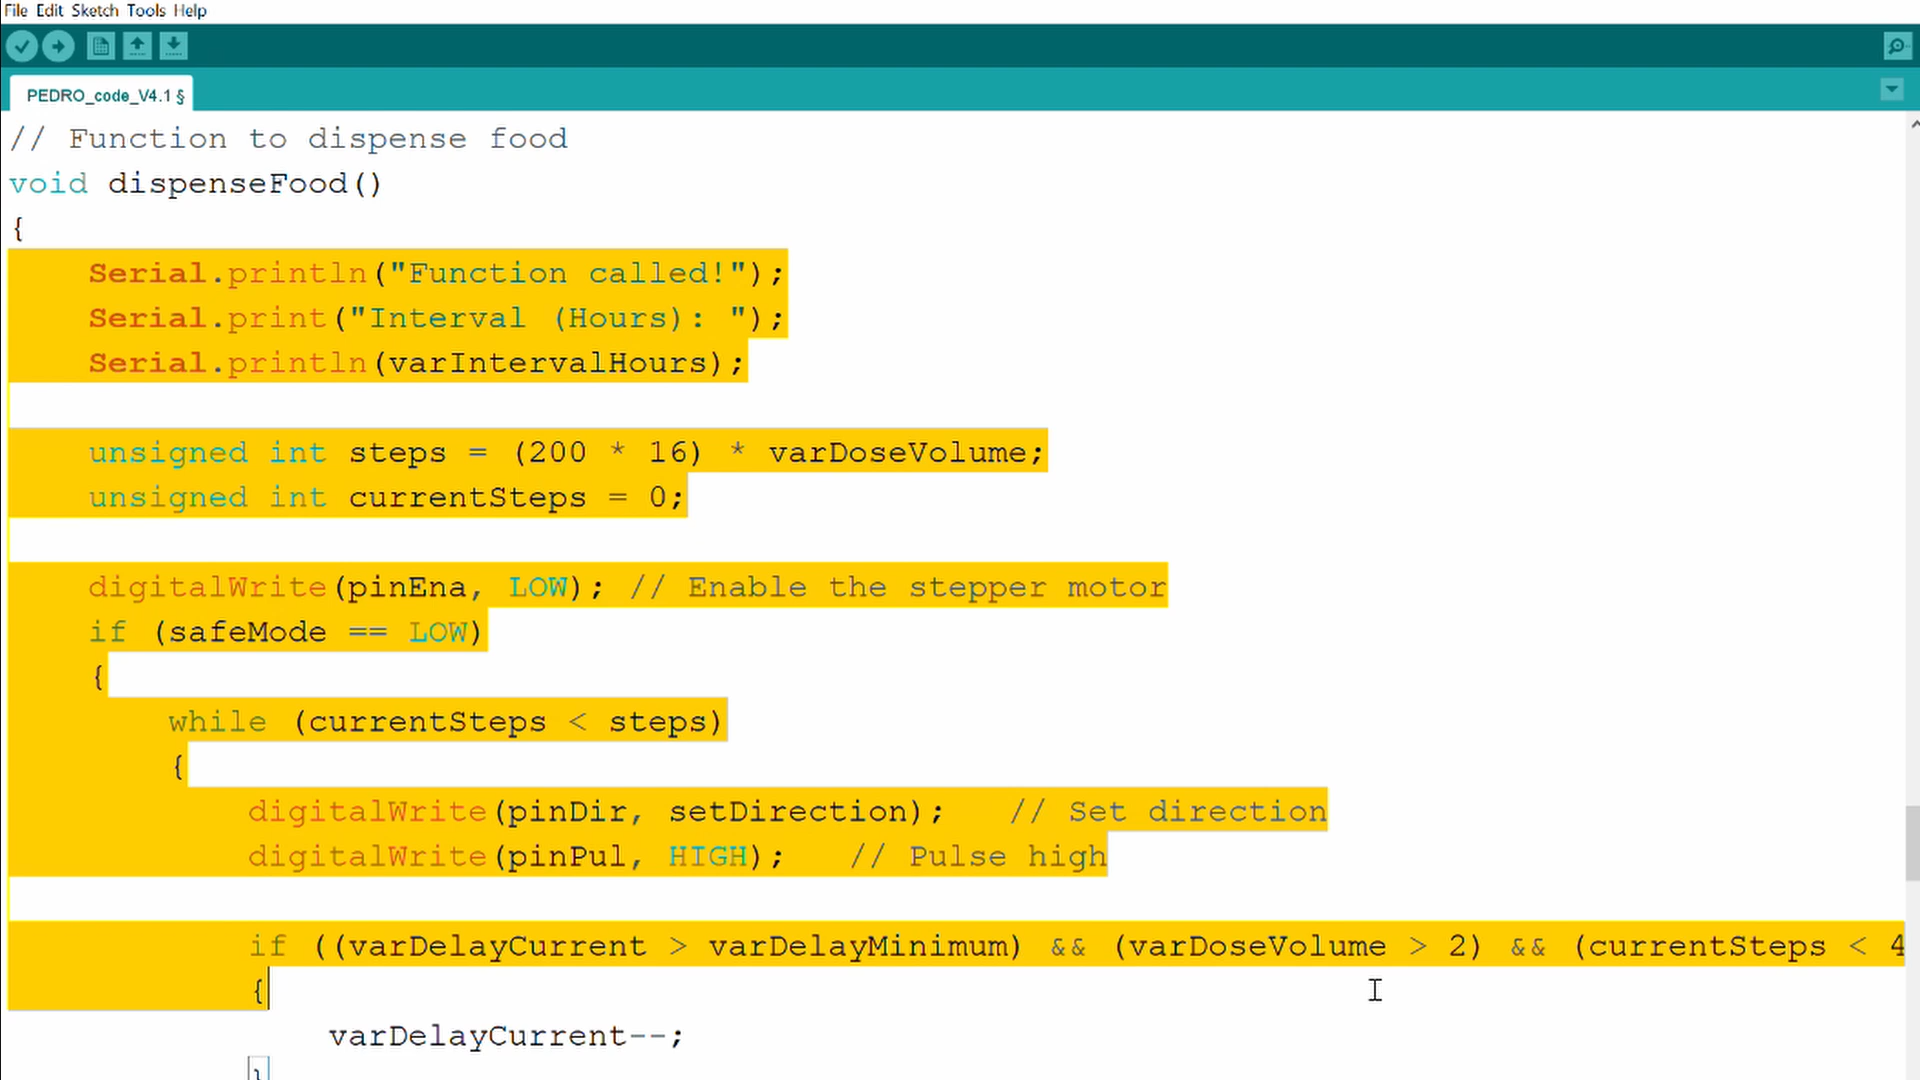 File Edit Sketch Tools Help
PEDRO_code_V4.1 §
// Function to dispense food
void dispenseFood()
{
Serial.println("Function called!");
Serial.print("Interval (Hours): ");
Serial.println(varIntervalHours);
unsigned int steps = (200 * 16) * varDoseVolume;
unsigned int currentSteps = 0;
digitalWrite(pinEna, LOW); // Enable the stepper motor
if (safeMode == LOW)
{
while (currentSteps < steps)
{
digitalWrite(pinDir, setDirection);   // Set direction
digitalWrite(pinPul, HIGH);   // Pulse high
if ((varDelayCurrent > varDelayMinimum) && (varDoseVolume > 2) && (currentSteps < 4
{
varDelayCurrent--;
}